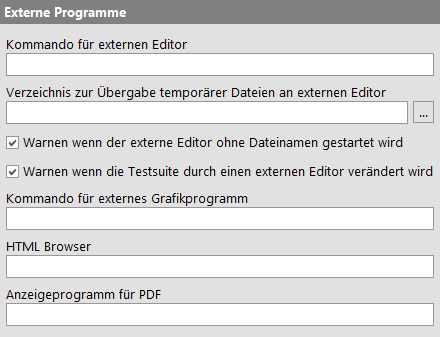 Externe Programme
Kommando für externen Editor
Verzeichnis zur Übergabe temporärer Dateien an externen Editor
...
Warnen wenn der externe Editor ohne Dateinamen gestartet wird
Warnen wenn die Testsuite durch einen externen Editor verändert wird
Kommando für externes Grafikprogramm
HTML Browser
Anzeigeprogramm für PDF